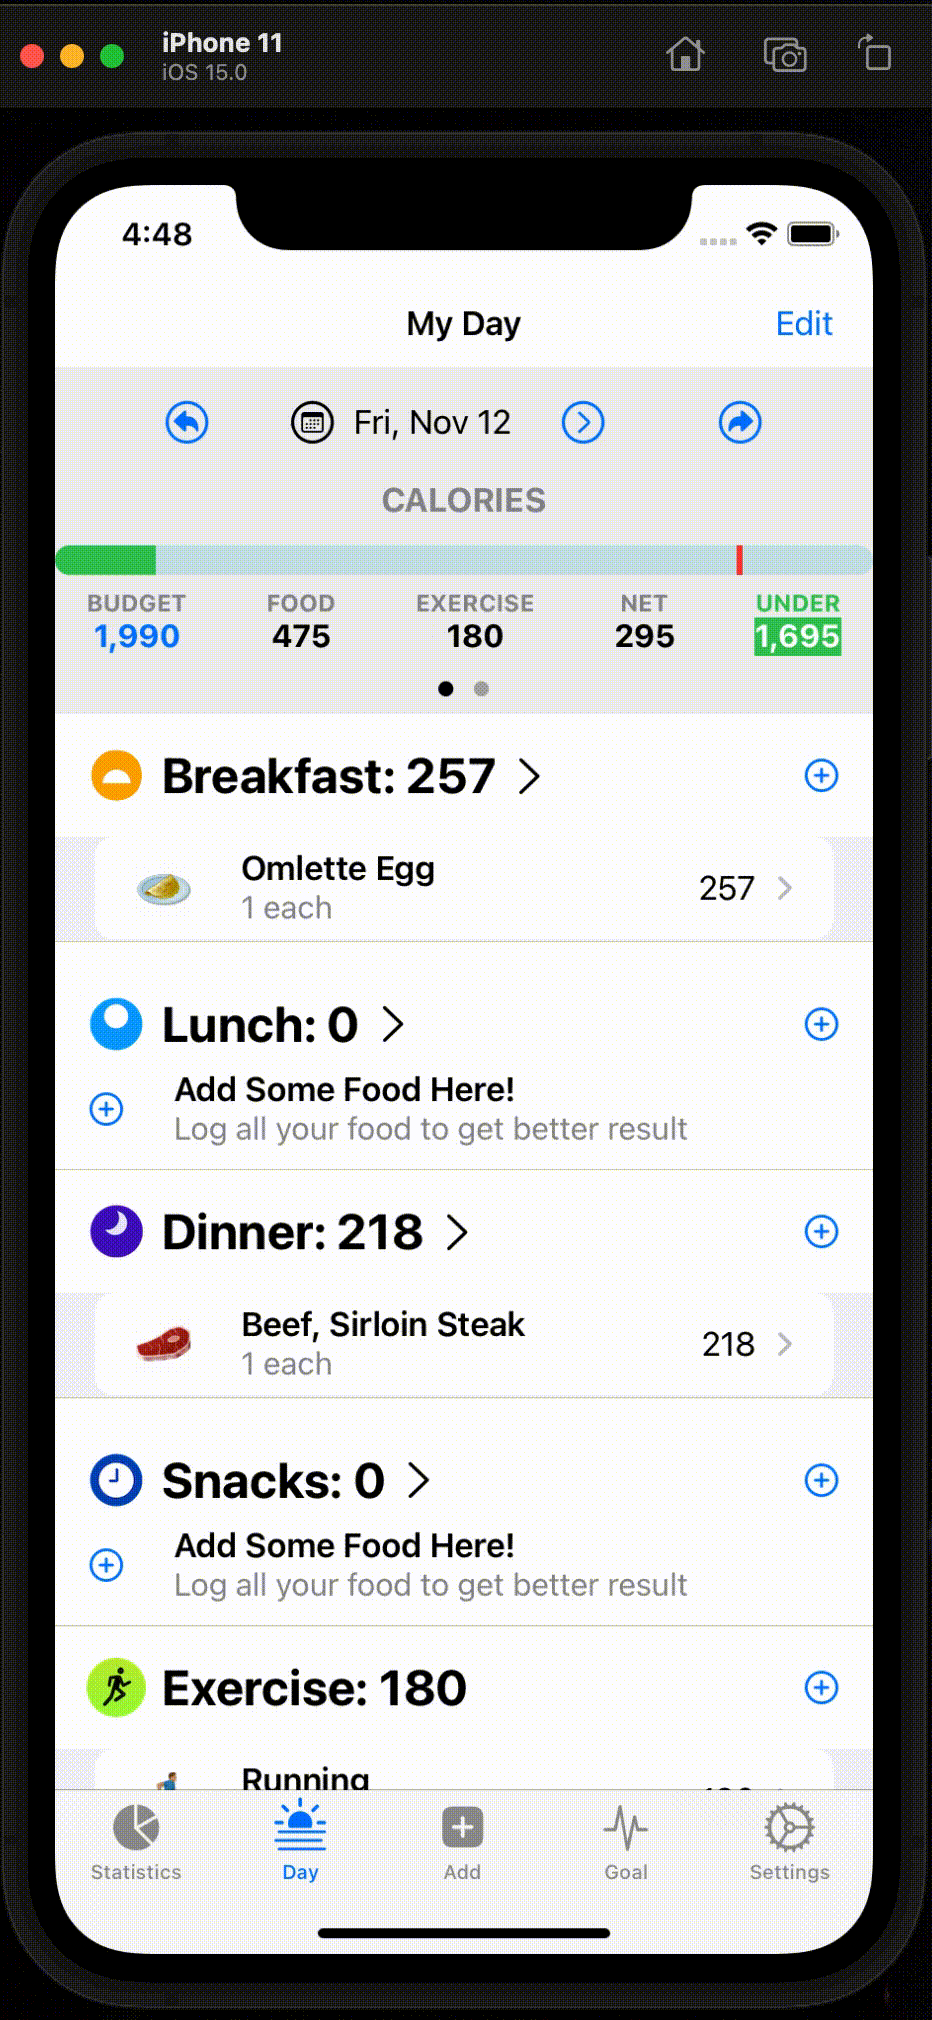 iPhone 11
iOS 15.0
4:48
My Day
Edit
Fri, Nov 12
CALORIES
BUDGET FOOD EXERCISE NET UNDER
1,990 475 180 295 1,695
Breakfast: 257
Omlette Egg
1 each
257
Lunch: 0
Add Some Food Here!
Log all your food to get better result
Dinner: 218
Beef, Sirloin Steak
1 each
218
Snacks: 0
Add Some Food Here!
Log all your food to get better result
Exercise: 180
Running
Statistics Day Add Goal Settings